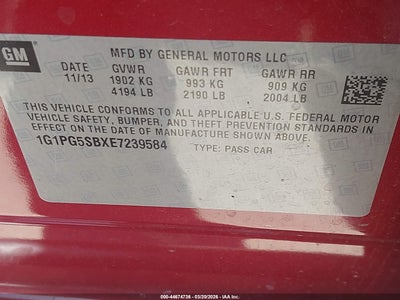 GM
MFD BY GENERAL MOTORS LLC
DATE GVWR GAWR FRT GAWR RR
11/13 1902 KG 993 KG 909 KG
4194 LB 2190 LB 2004 LB
THIS VEHICLE CONFORMS TO ALL APPLICABLE U.S. FEDERAL MOTOR
VEHICLE SAFETY, BUMPER, AND THEFT PREVENTION STANDARDS IN
EFFECT ON THE DATE OF MANUFACTURE SHOWN ABOVE.
1G1PG5SBXE7239584 TYPE: PASS CAR
000-44674736 - 03/20/2026 - IAAI.com